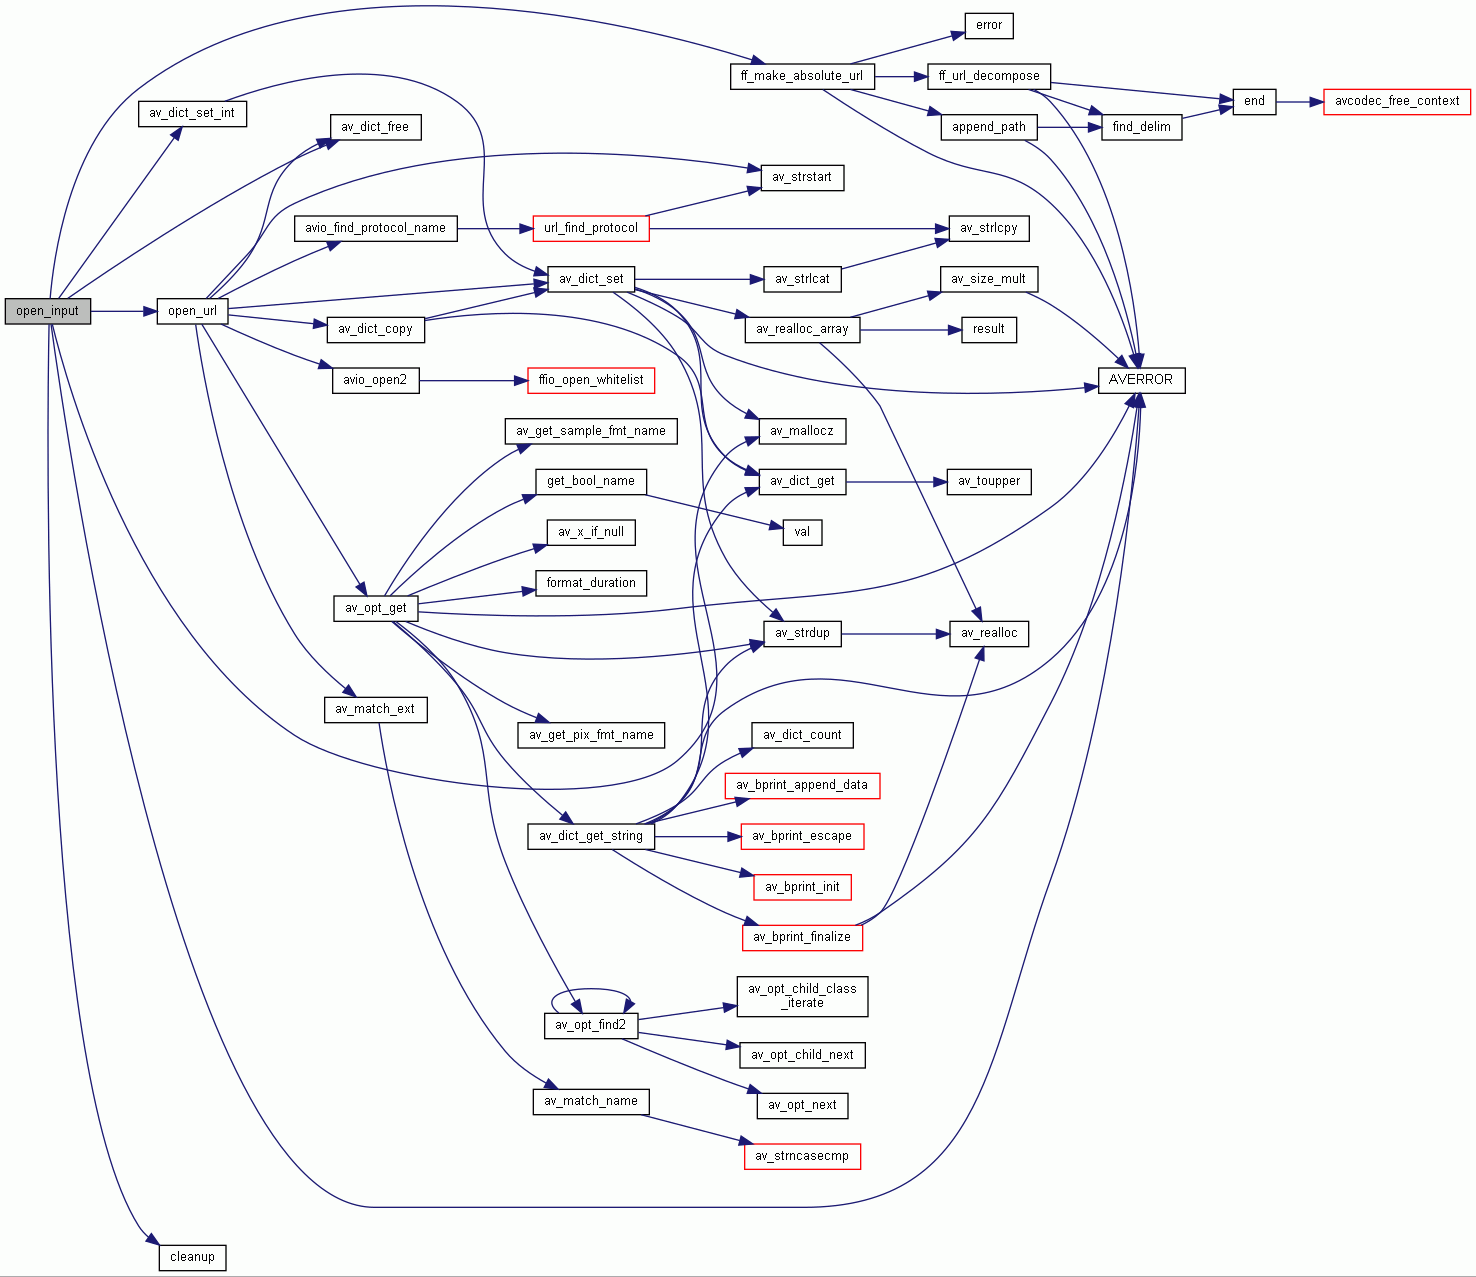 error
ff_make_absolute_url
ff_url_decompose
end
avcodec_free_context
av_dict_set_int
av_dict_free
append_path
find_delim
av_strstart
avio_find_protocol_name
url_find_protocol
av_strlcpy
av_dict_set
av_strlcat
av_size_mult
open_input
open_url
av_dict_copy
av_realloc_array
result
avio_open2
ffio_open_whitelist
AVERROR
av_get_sample_fmt_name
av_mallocz
get_bool_name
av_dict_get
av_toupper
av_x_if_null
val
format_duration
av_opt_get
av_strdup
av_realloc
av_match_ext
av_get_pix_fmt_name
av_dict_count
av_bprint_append_data
av_dict_get_string
av_bprint_escape
av_bprint_init
av_bprint_finalize
av_opt_child_class
_iterate
av_opt_find2
av_opt_child_next
av_match_name
av_opt_next
av_strncasecmp
cleanup